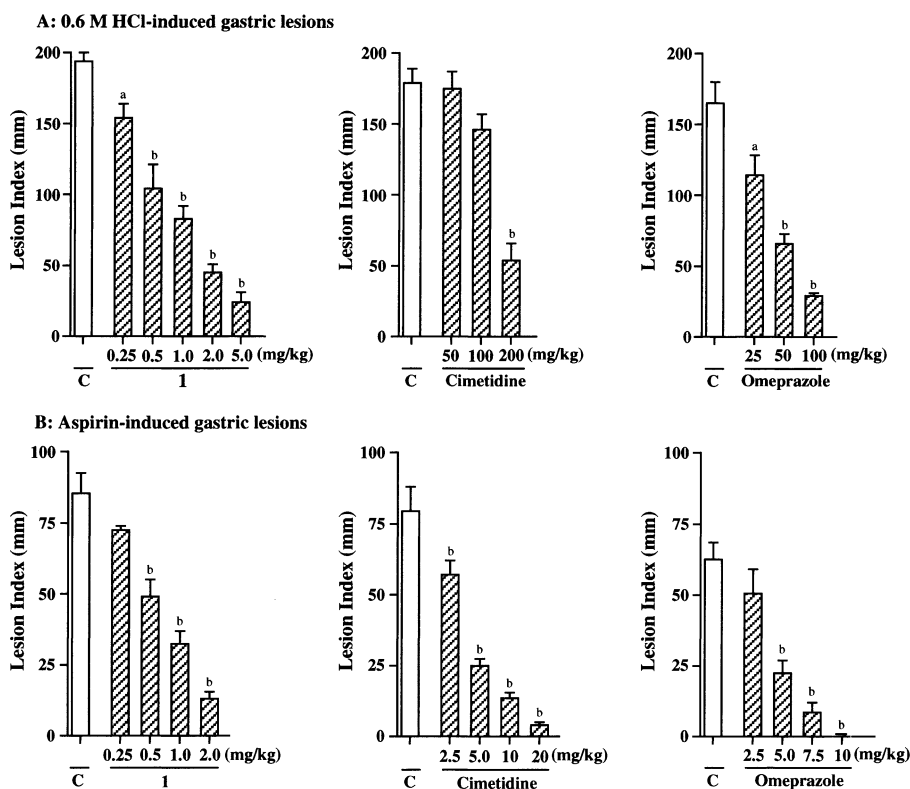 A: 0.6 M HCl-induced gastric lesions
Lesion Index (mm)
200
150
100
50
0
a
b
b
b
b
0.25 0.5 1.0 2.0 5.0 (mg/kg)
C
1
Lesion Index (mm)
200
150
100
50
0
b
50 100 200 (mg/kg)
C
Cimetidine
Lesion Index (mm)
200
150
100
50
0
a
b
b
25 50 100 (mg/kg)
C
Omeprazole
B: Aspirin-induced gastric lesions
Lesion Index (mm)
100
75
50
25
0
b
b
b
0.25 0.5 1.0 2.0 (mg/kg)
C
1
Lesion Index (mm)
100
75
50
25
0
b
b
b
b
2.5 5.0 10 20 (mg/kg)
C
Cimetidine
Lesion Index (mm)
100
75
50
25
0
b
b
b
2.5 5.0 7.5 10 (mg/kg)
C
Omeprazole